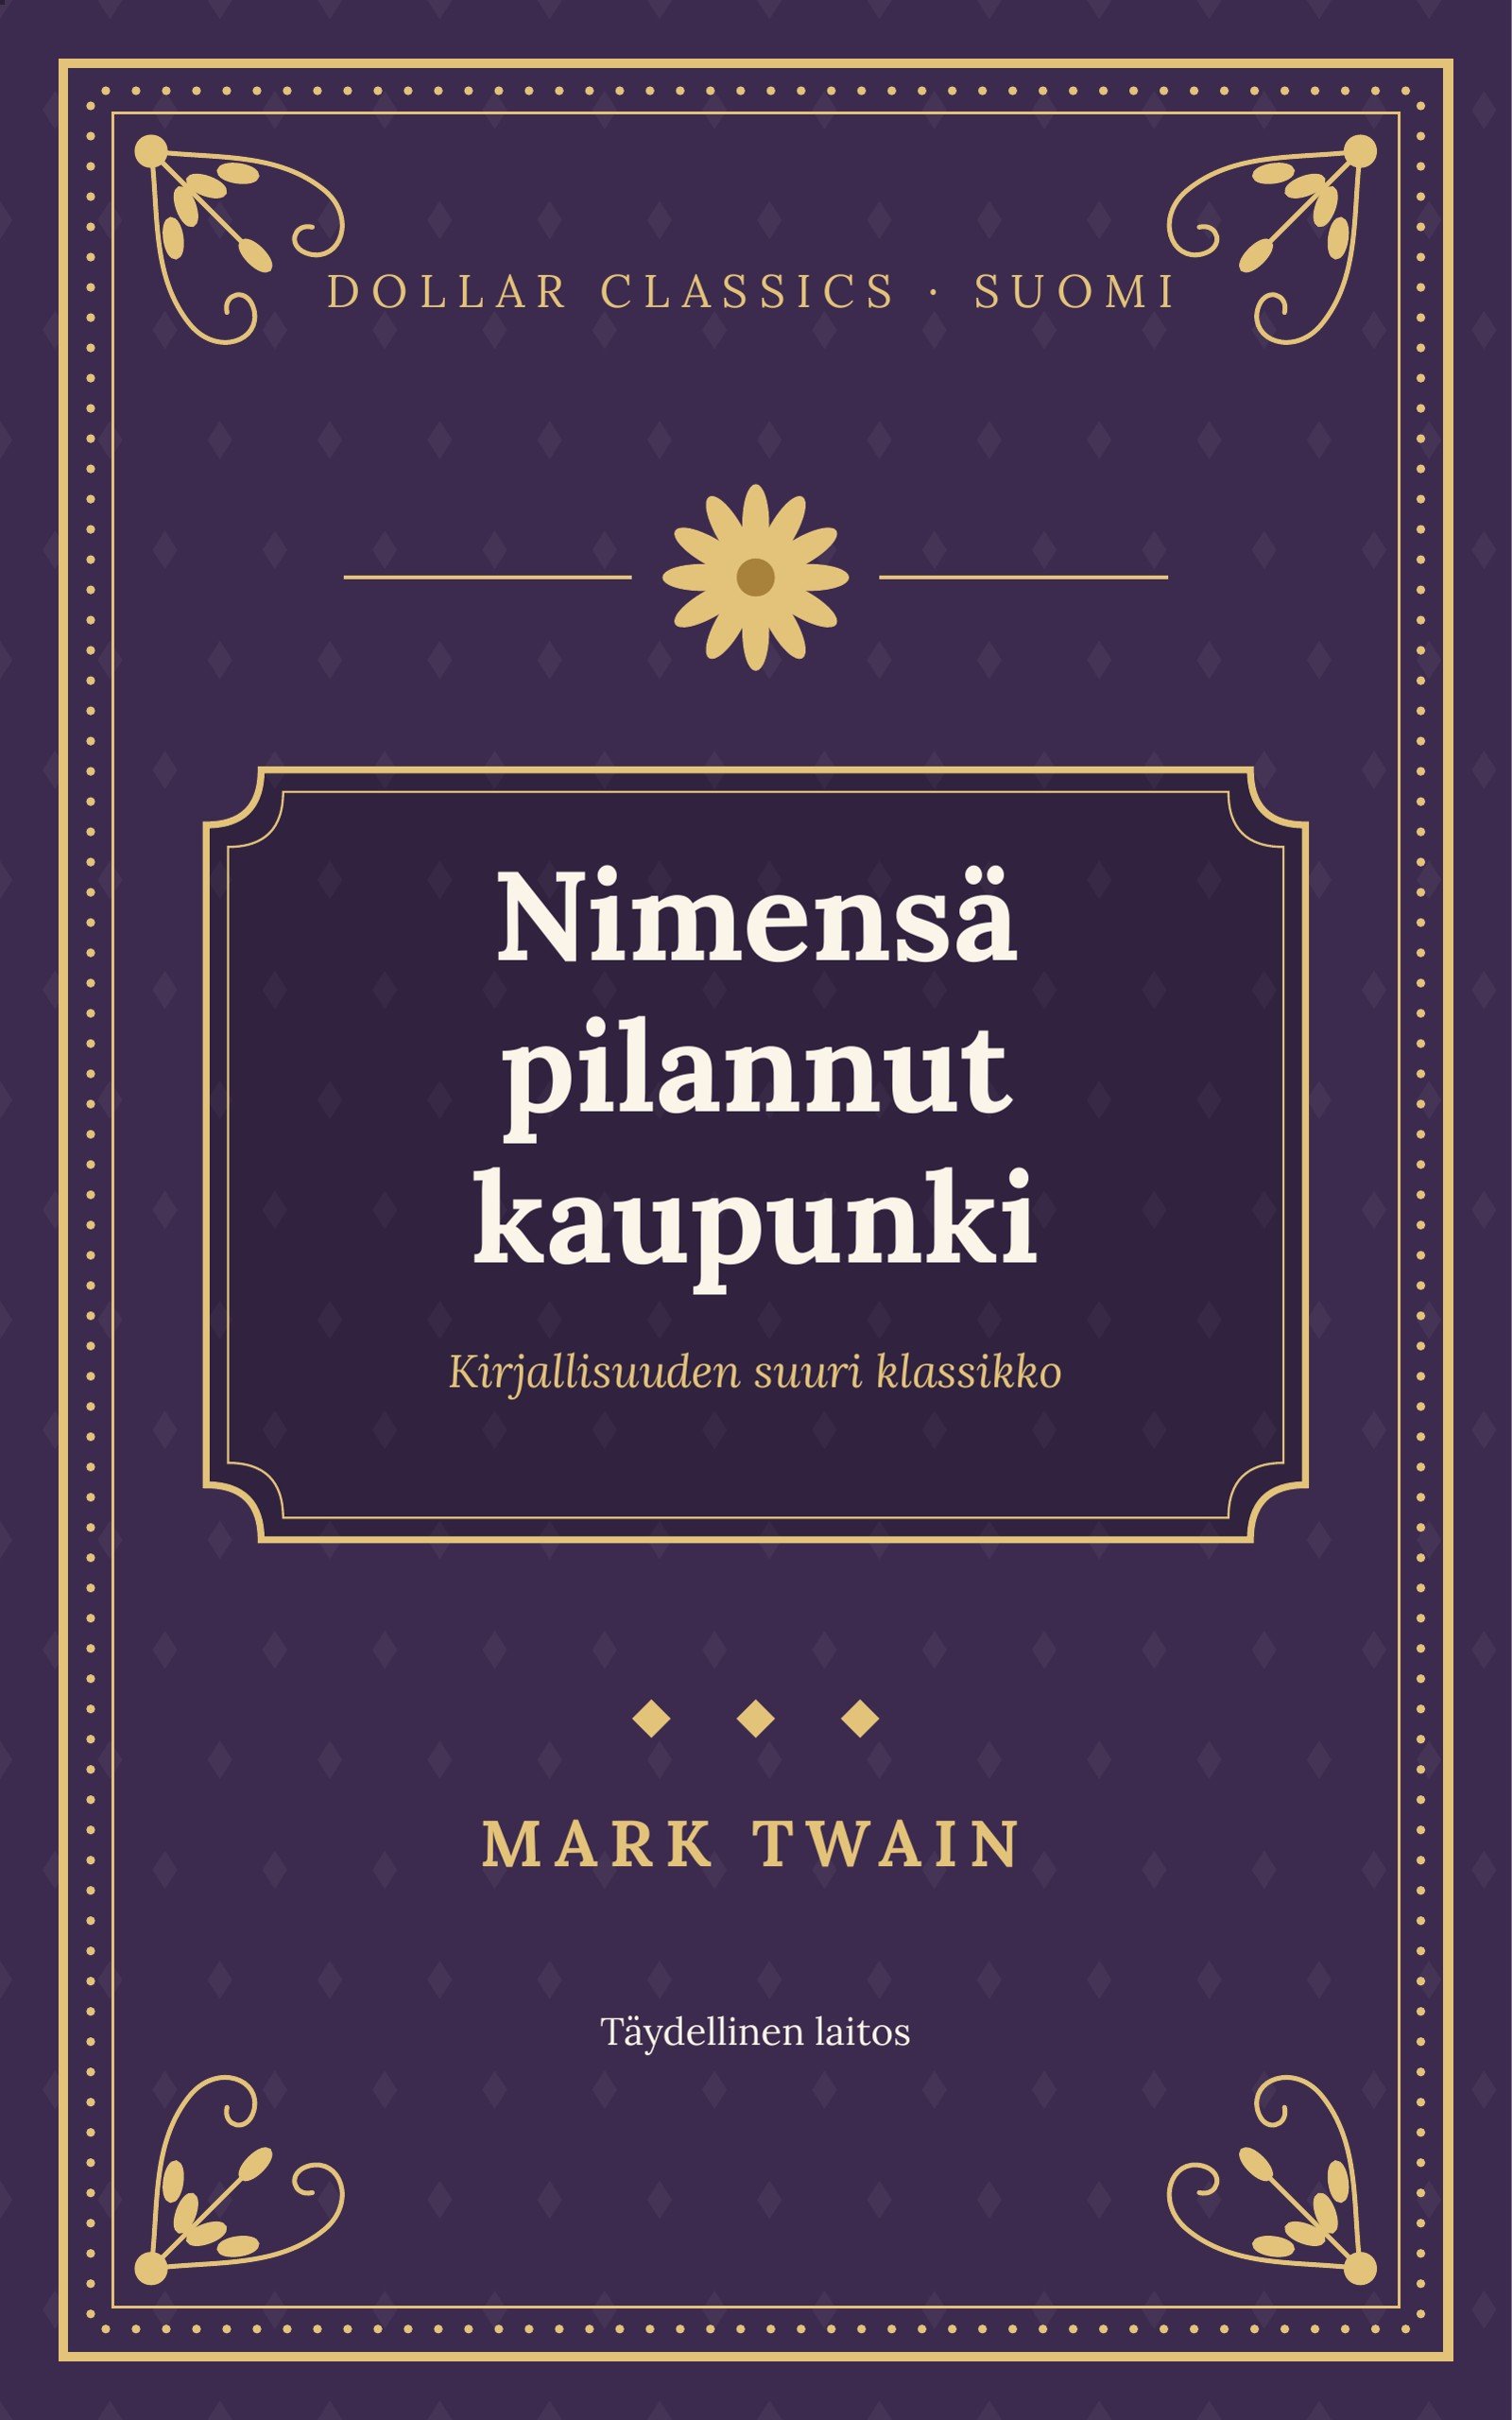 DOLLAR CLASSICS · SUOMI
Nimensä
pilannut
kaupunki
Kirjallisuuden suuri klassikko
MARK TWAIN
Täydellinen laitos